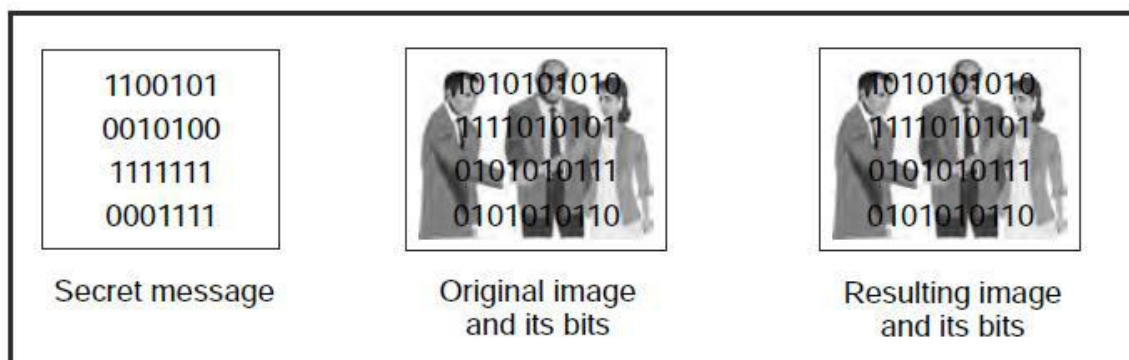 1100101
0010100
1111111
0001111
Secret message
1010101010
1111010101
0101010111
0101010110
Original image
and its bits
1010101010
1111010101
0101010111
0101010110
Resulting image
and its bits